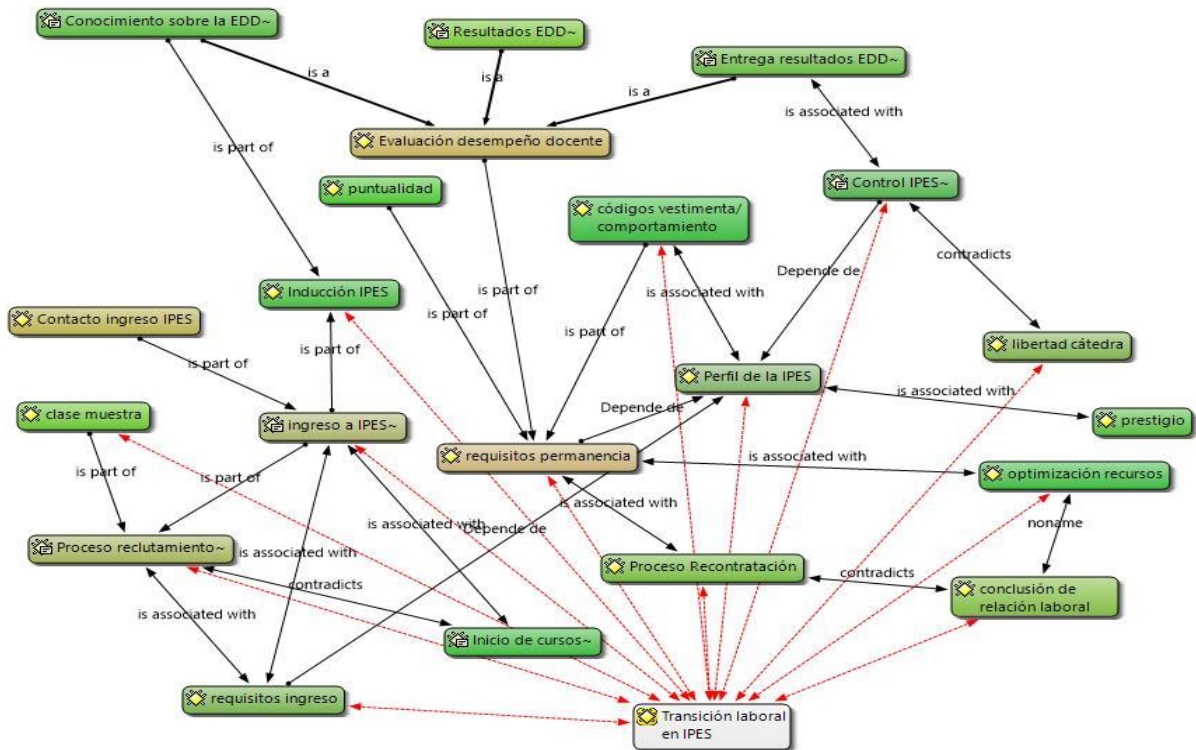 Conocimiento sobre la EDD~
Resultados EDD~
Entrega resultados EDD~
is a
is a
is a
is associated with
Evaluación desempeño docente
is part of
puntualidad
Control IPES~
códigos vestimenta/
comportamiento
contradicts
Depende de
Inducción IPES
is part of
is associated with
is part of
Contacto ingreso IPES
is part of
is part of
is part of
libertad cátedra
Perfil de la IPES
is associated with
clase muestra
ingreso a IPES~
Depende de
prestigio
requisitos permanencia
is associated with
is part of
is part of
optimización recursos
is associated with
is associated with
Depende de
noname
Proceso reclutamiento~
is associated with
Proceso Recontratación
contradicts
contradicts
conclusión de
relación laboral
is associated with
Inicio de cursos~
requisitos ingreso
Transición laboral
en IPES